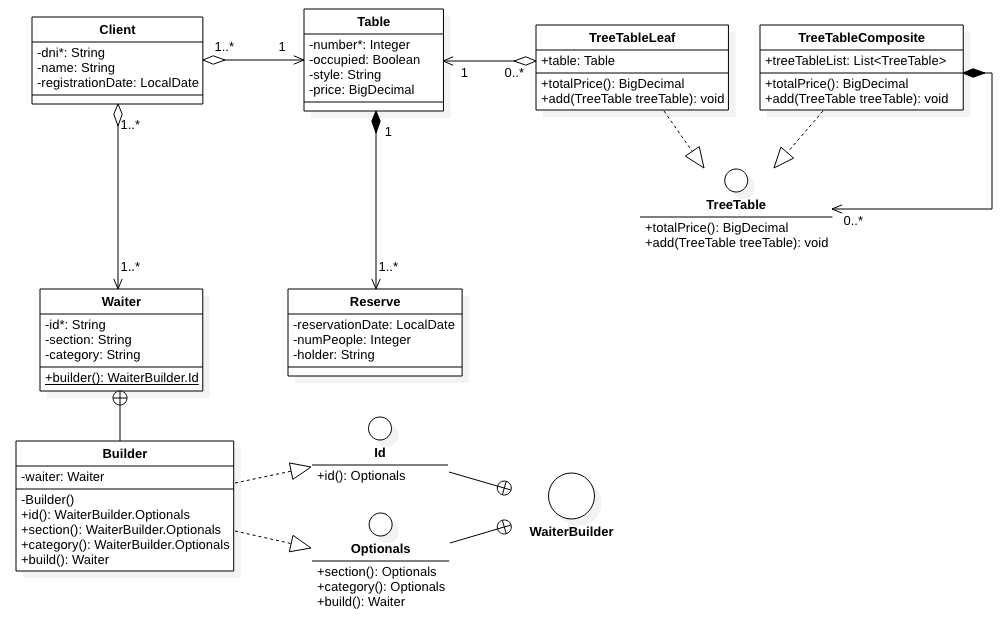 Client
-dni*: String
-name: String
-registrationDate: LocalDate
1..*
1
Table
-number*: Integer
-occupied: Boolean
-style: String
-price: BigDecimal
1
0..*
TreeTableLeaf
+table: Table
+totalPrice(): BigDecimal
+add(TreeTable treeTable): void
TreeTableComposite
+treeTableList: List<TreeTable>
+totalPrice(): BigDecimal
+add(TreeTable treeTable): void
1..*
1
TreeTable
+totalPrice(): BigDecimal
+add(TreeTable treeTable): void
0..*
1..*
1..*
Waiter
-id*: String
-section: String
-category: String
+builder(): WaiterBuilder.Id
Reserve
-reservationDate: LocalDate
-numPeople: Integer
-holder: String
Builder
-waiter: Waiter
-Builder()
+id(): WaiterBuilder.Optionals
+section(): WaiterBuilder.Optionals
+category(): WaiterBuilder.Optionals
+build(): Waiter
Id
+id(): Optionals
Optionals
+section(): Optionals
+category(): Optionals
+build(): Waiter
WaiterBuilder